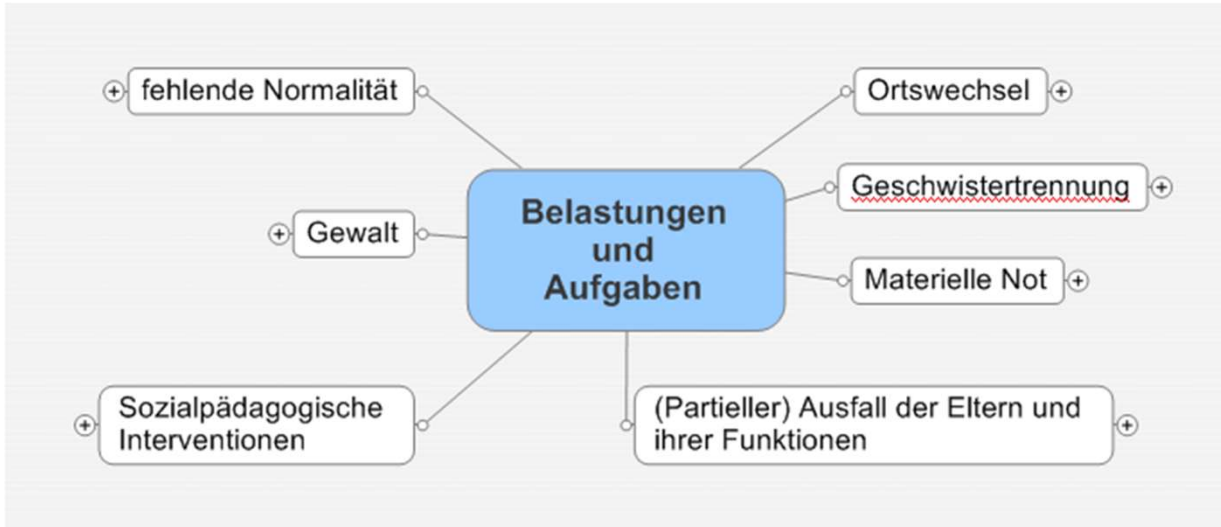 fehlende Normalität
Ortswechsel
Geschwistertrennung
Belastungen
und
Aufgaben
Gewalt
Materielle Not
Sozialpädagogische
Interventionen
(Partieller) Ausfall der Eltern und
ihrer Funktionen